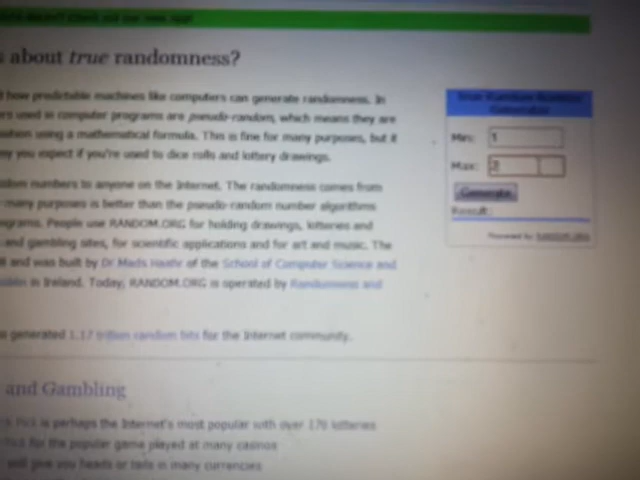 about true randomness?
how predictable machines like computers can generate randomness. In
used in computer programs are pseudo-random, which means they are
using a mathematical formula. This is fine for many purposes, but it
you expect if you're used to dice rolls and lottery drawings.
numbers to anyone on the Internet. The randomness comes from
many purposes is better than the pseudo-random number algorithms
People use RANDOM.ORG for holding drawings, lotteries and
and gambling sites, for scientific applications and for art and music. The
and was built by Dr Mads Haahr of the School of Computer Science and
in Ireland. Today, RANDOM.ORG is operated by Randomness and
generated 1.17 trillion random bits for the Internet community.
and Gambling
Pick is perhaps the Internet's most popular with over 170 lotteries
for the popular game played at many casinos
will give you heads or tails in many currencies
True Random Number
Generator
Min: 1
Max: 2
Generate
Result:
Powered by RANDOM.ORG